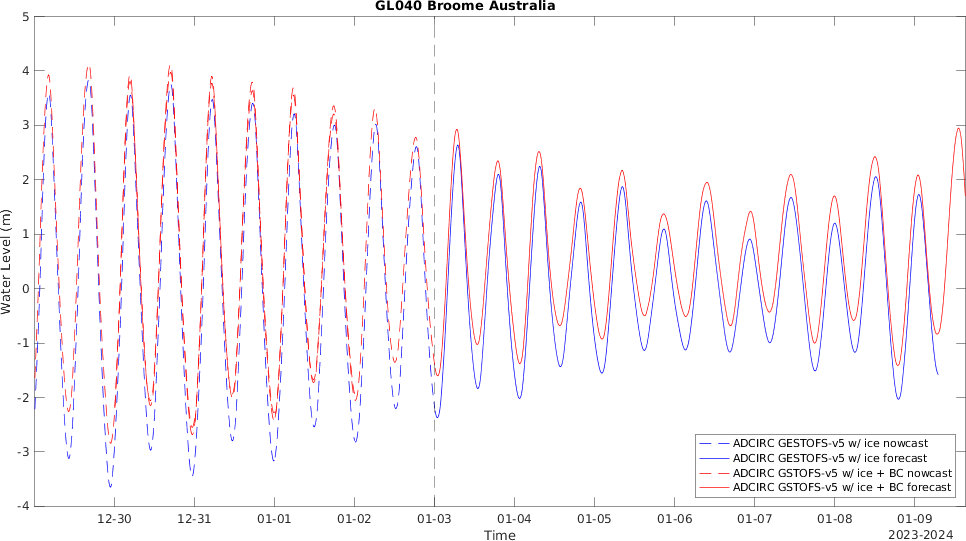 GL040 Broome Australia
5
4
3
2
1
0
-1
-2
-3
-4
Water Level (m)
ADCIRC GESTOFS-v5 w/ ice nowcast
ADCIRC GESTOFS-v5 w/ ice forecast
ADCIRC GSTOFS-v5 w/ ice + BC nowcast
ADCIRC GSTOFS-v5 w/ ice + BC forecast
12-30 12-31 01-01 01-02 01-03 01-04 01-05 01-06 01-07 01-08 01-09
Time
2023-2024